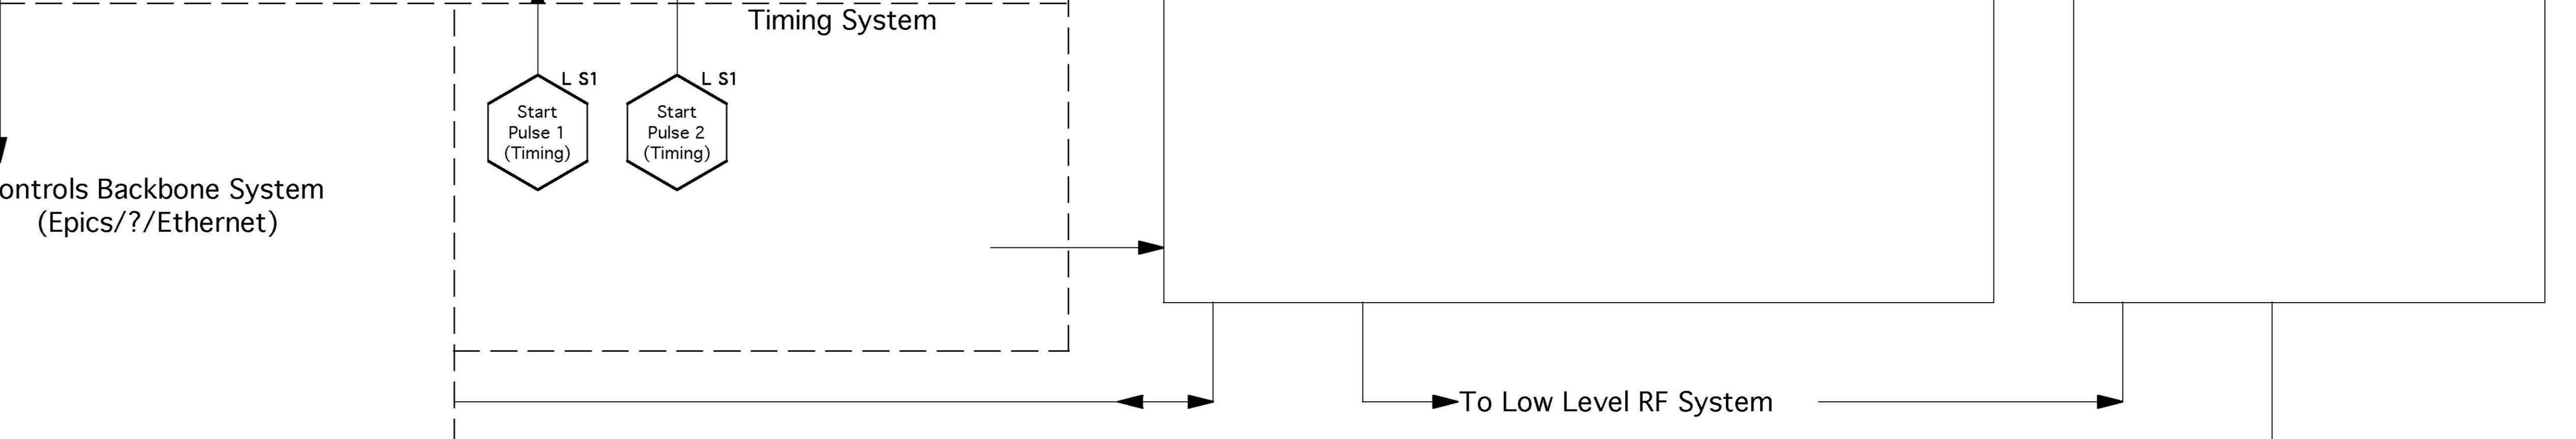 Timing System
L S1
Start
Pulse 1
(Timing)
L S1
Start
Pulse 2
(Timing)
ontrols Backbone System
(Epics/?/Ethernet)
To Low Level RF System